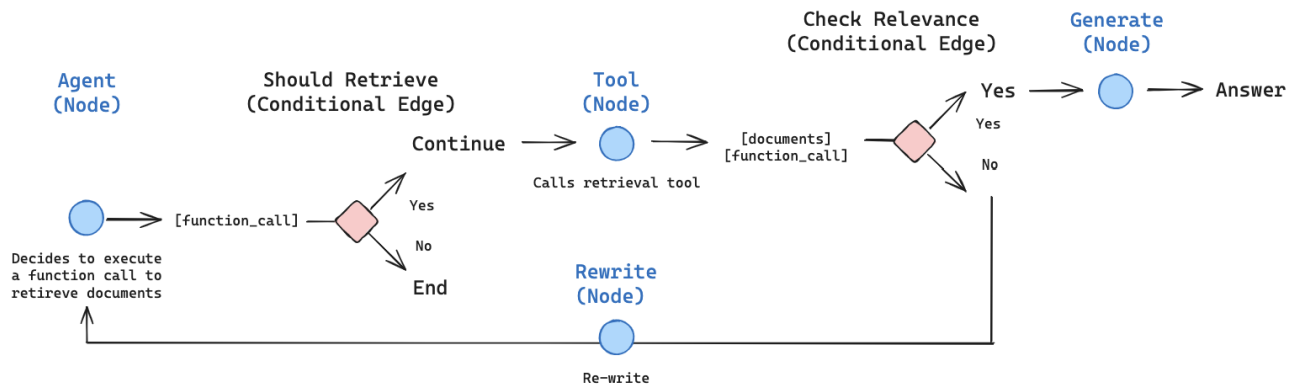 Check Relevance
(Conditional Edge)
Generate
(Node)
Agent
(Node)
Should Retrieve
(Conditional Edge)
Tool
(Node)
Yes
Answer
Continue
Yes
[documents]
[function_call]
No
Calls retrieval tool
Yes
[function_call]
No
Decides to execute
a function call to
retireve documents
End
Rewrite
(Node)
Re-write